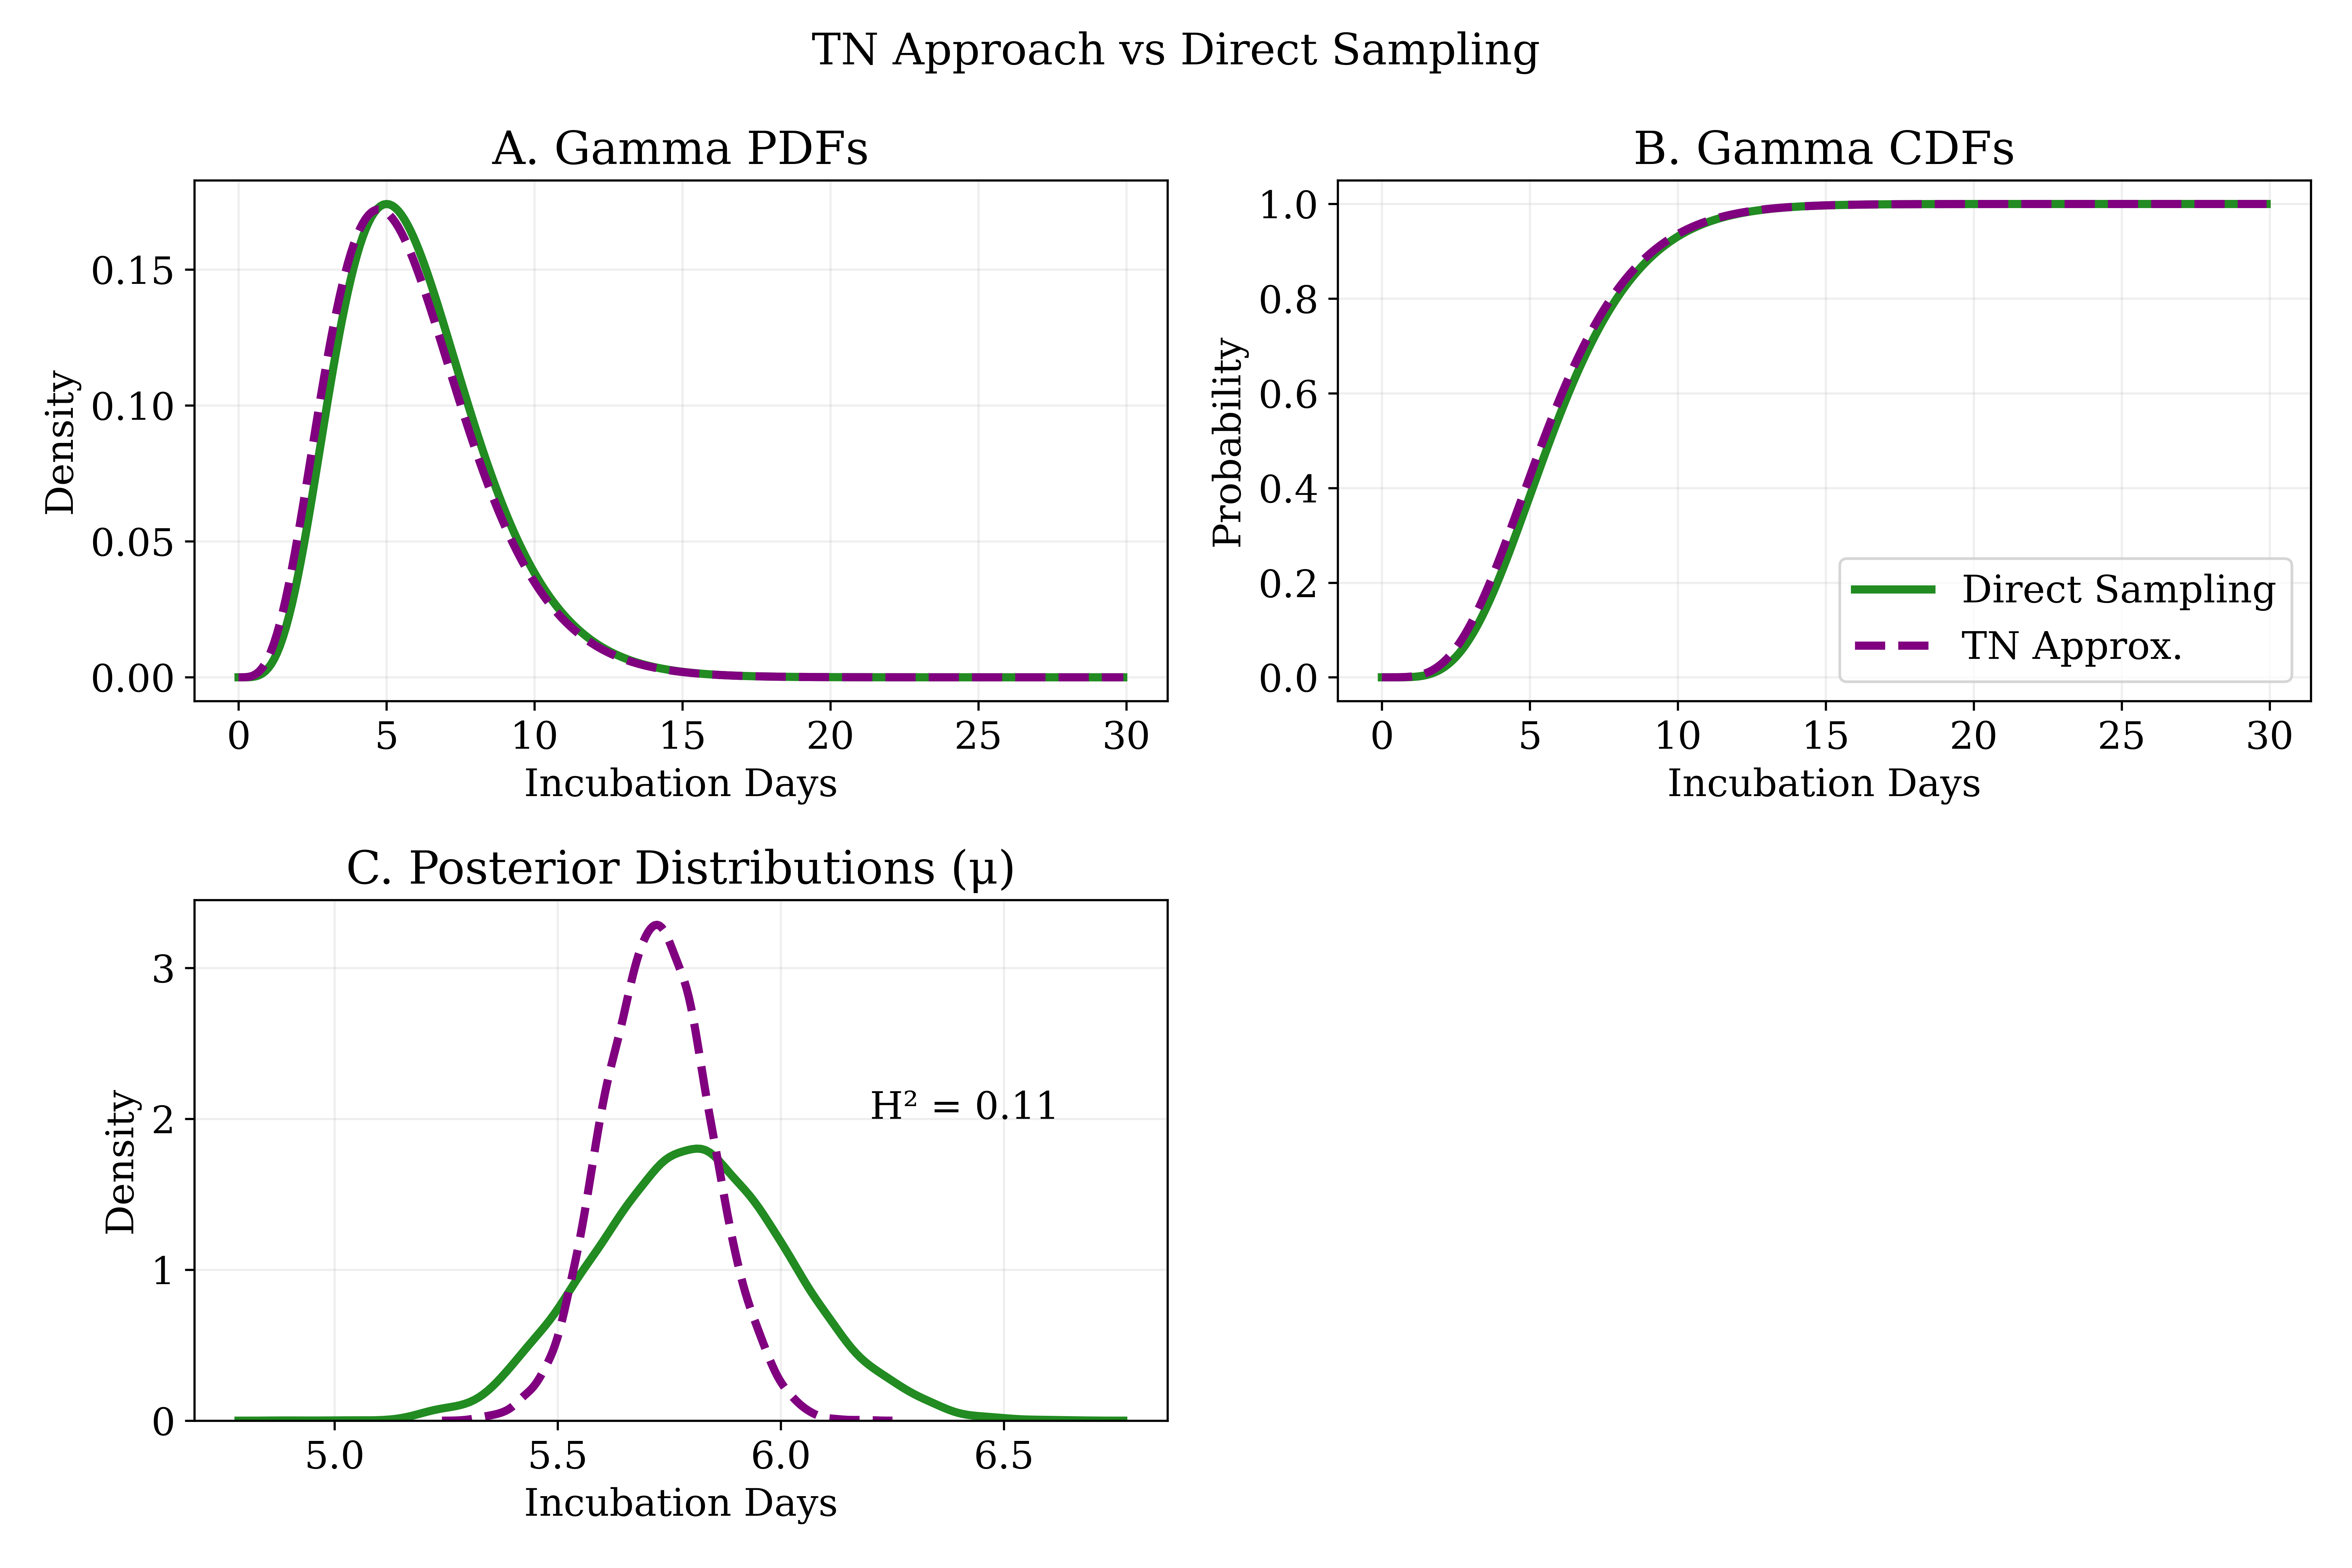 TN Approach vs Direct Sampling
A. Gamma PDFs
Density
0.15
0.10
0.05
0.00
0 5 10 15 20 25 30
Incubation Days
B. Gamma CDFs
Probability
1.0
0.8
0.6
0.4
0.2
0.0
Direct Sampling
TN Approx.
0 5 10 15 20 25 30
Incubation Days
C. Posterior Distributions (μ)
Density
3
2
1
0
H² = 0.11
5.0 5.5 6.0 6.5
Incubation Days